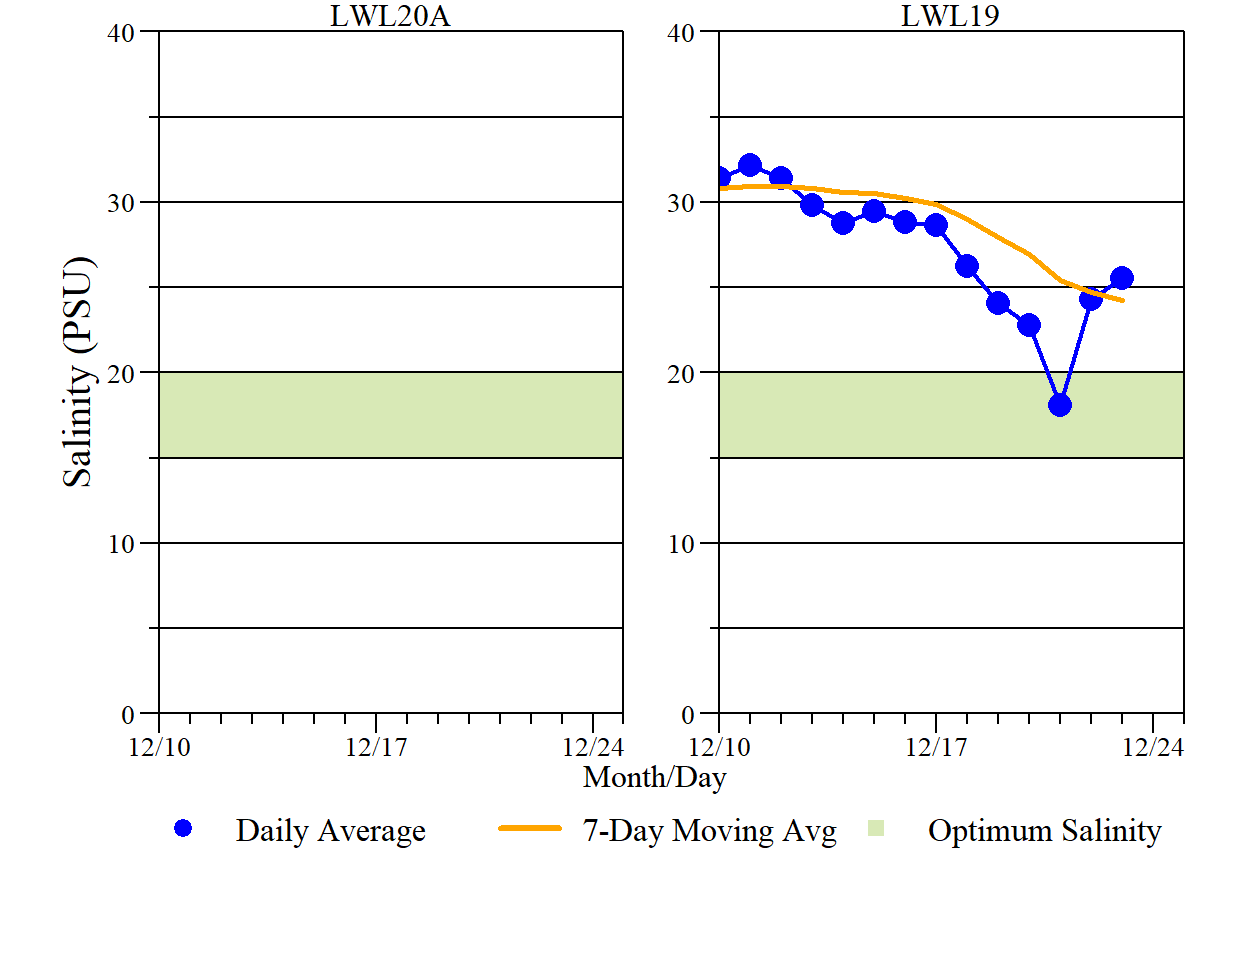 LWL20A LWL19
40 40
30 30
20 20
10 10
0 0
Salinity (PSU)
12/10 12/17 12/24 12/10 12/17 12/24
Month/Day
Daily Average 7-Day Moving Avg Optimum Salinity